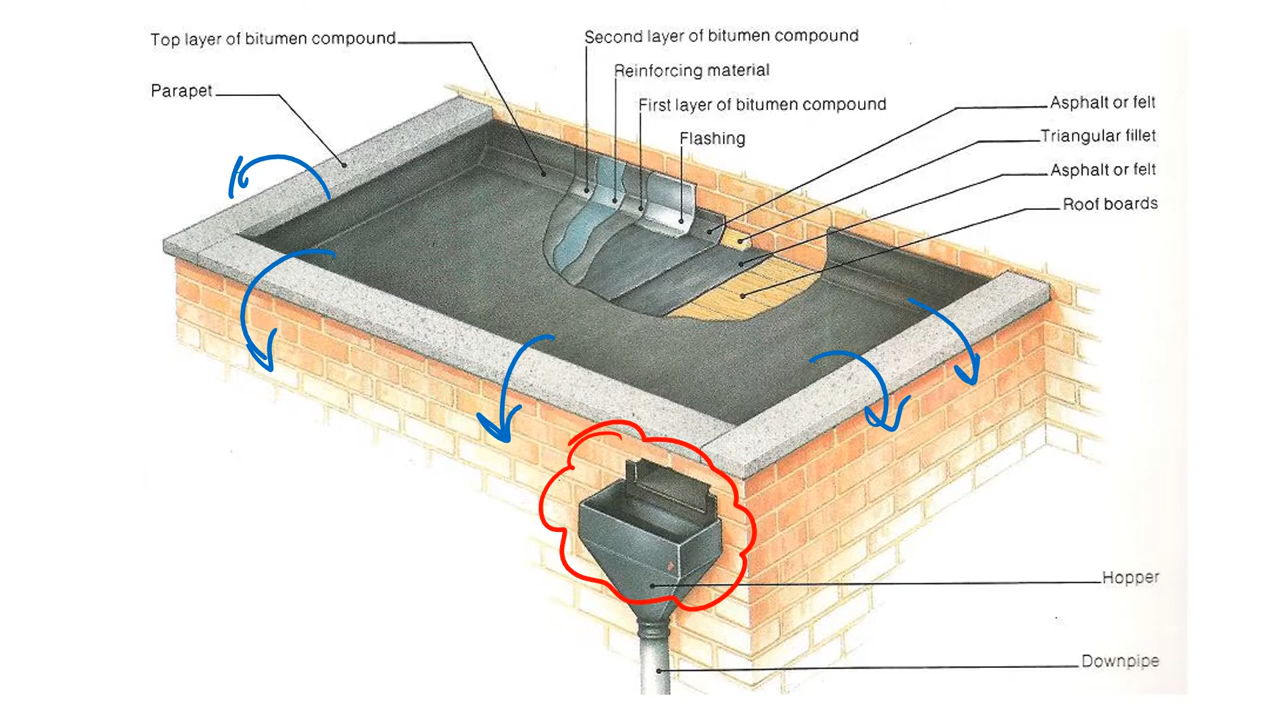 Top layer of bitumen compound
Parapet
Second layer of bitumen compound
Reinforcing material
First layer of bitumen compound
Flashing
Asphalt or felt
Triangular fillet
Asphalt or felt
Roof boards
Hopper
Downpipe